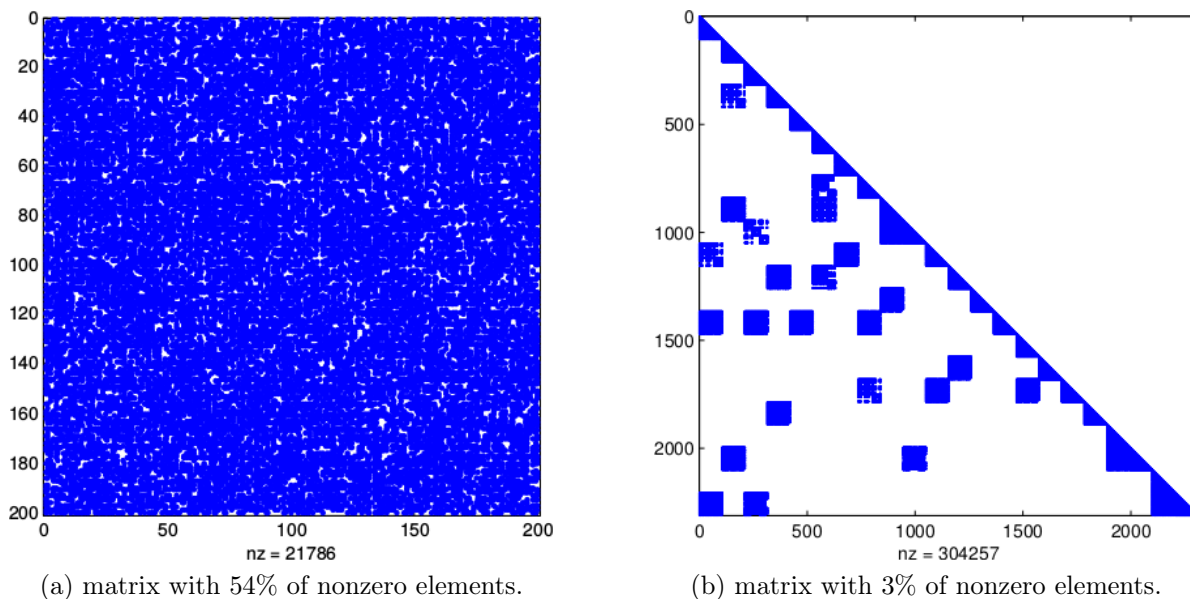 0
20
40
60
80
100
120
140
160
180
200
0 50 100 150 200
nz = 21786
(a) matrix with 54% of nonzero elements.
0
500
1000
1500
2000
0 500 1000 1500 2000
nz = 304257
(b) matrix with 3% of nonzero elements.